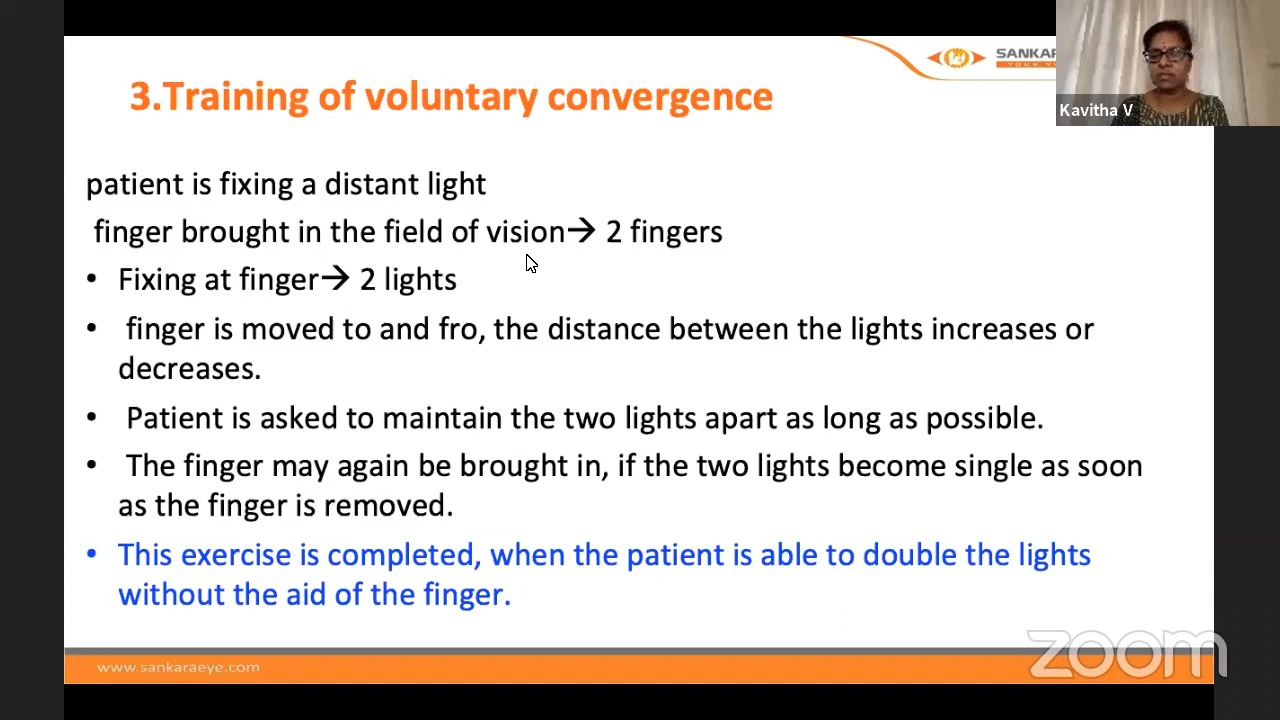 SANKARA
3.Training of voluntary convergence
Kavitha V
patient is fixing a distant light
finger brought in the field of vision→ 2 fingers
• Fixing at finger→ 2 lights
• finger is moved to and fro, the distance between the lights increases or
decreases.
• Patient is asked to maintain the two lights apart as long as possible.
• The finger may again be brought in, if the two lights become single as soon
as the finger is removed.
• This exercise is completed, when the patient is able to double the lights
without the aid of the finger.
zoom
www.sankaraeye.com